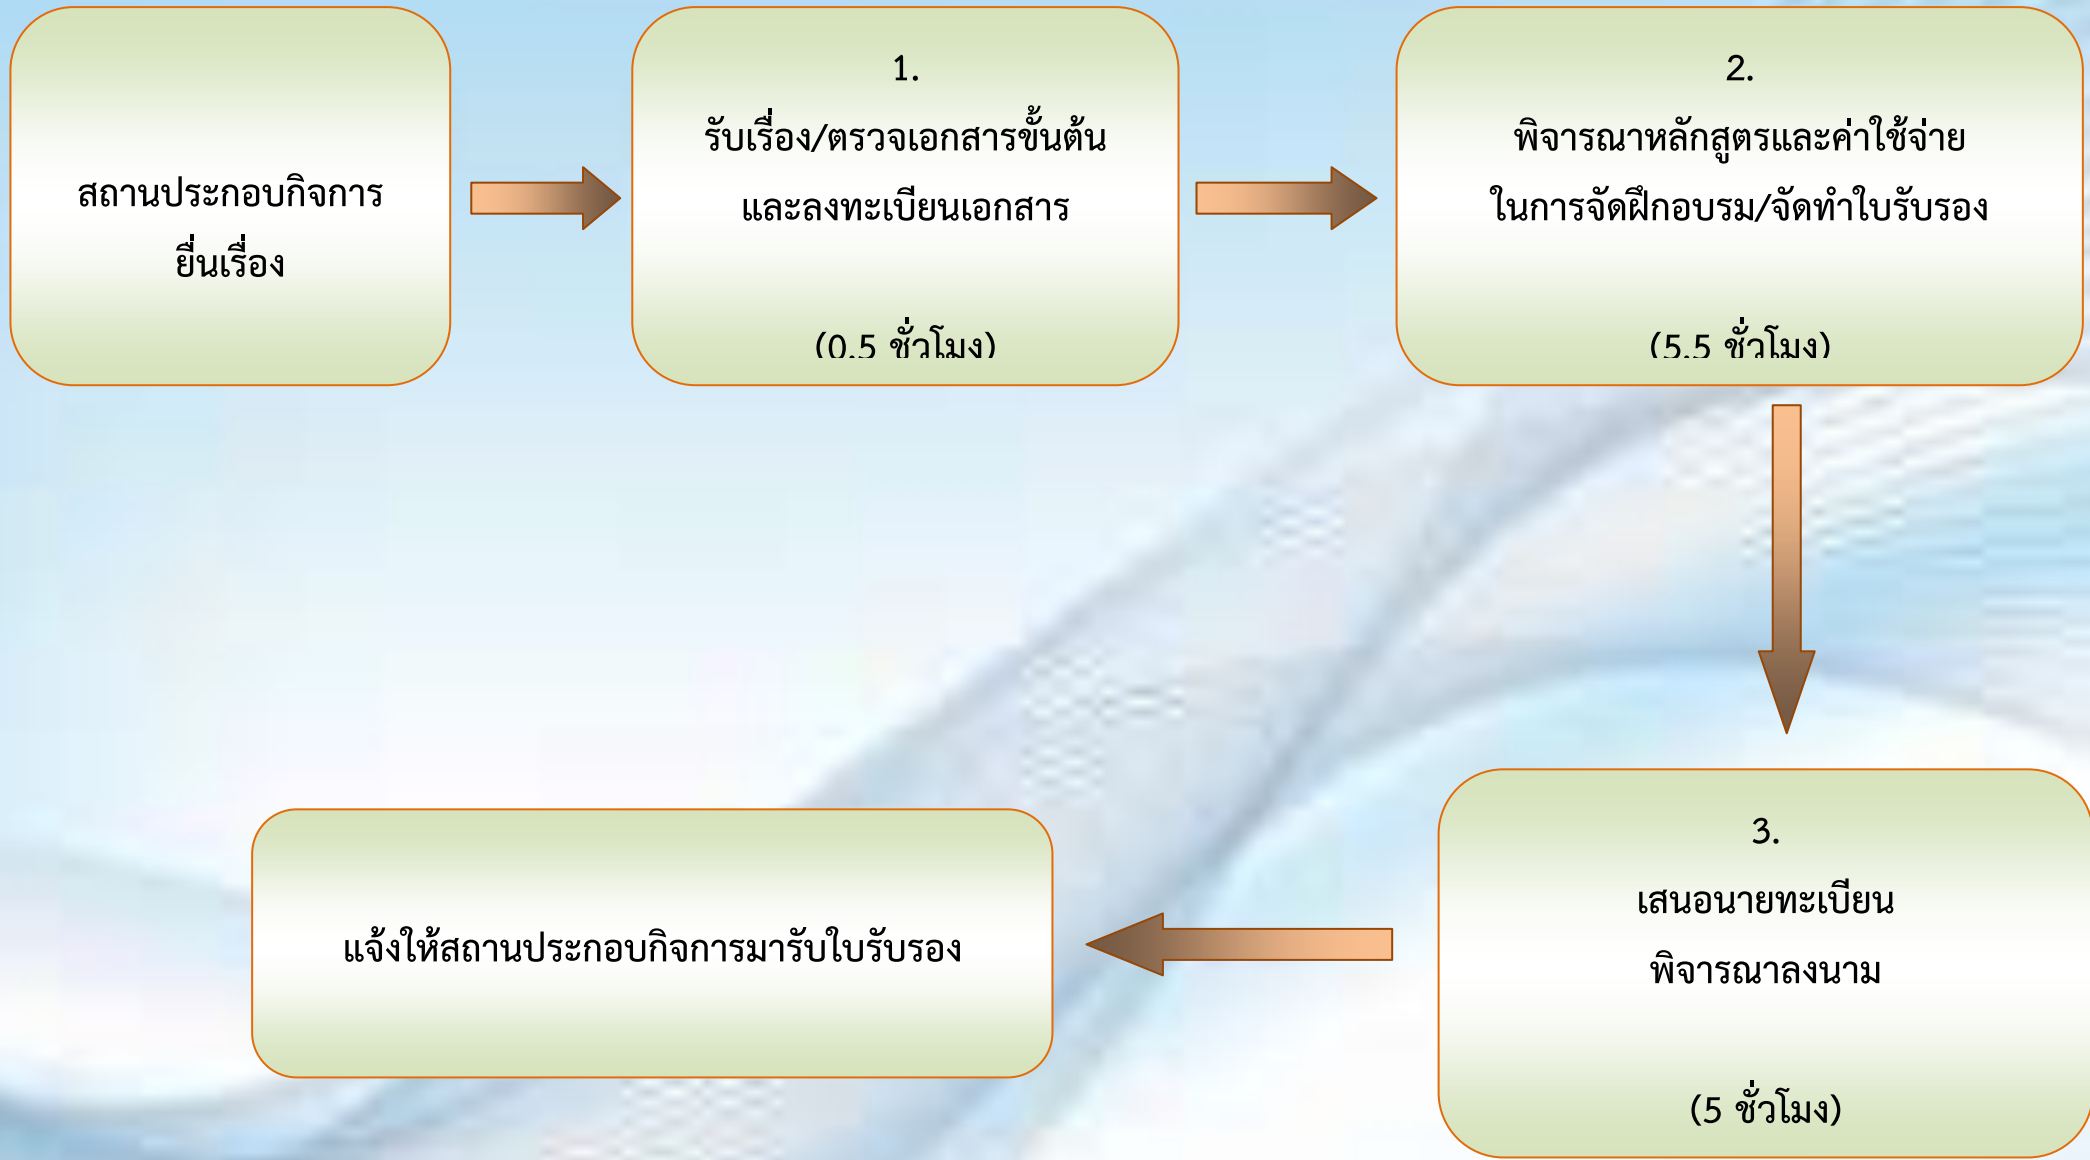 สถานประกอบกิจการ
ยื่นเรื่อง
1.
รับเรื่อง/ตรวจเอกสารขั้นต้น
และลงทะเบียนเอกสาร
(0.5 ชั่วโมง)
2.
พิจารณาหลักสูตรและค่าใช้จ่าย
ในการจัดฝึกอบรม/จัดทำใบรับรอง
(5.5 ชั่วโมง)
3.
เสนอนายทะเบียน
พิจารณาลงนาม
(5 ชั่วโมง)
แจ้งให้สถานประกอบกิจการมารับใบรับรอง